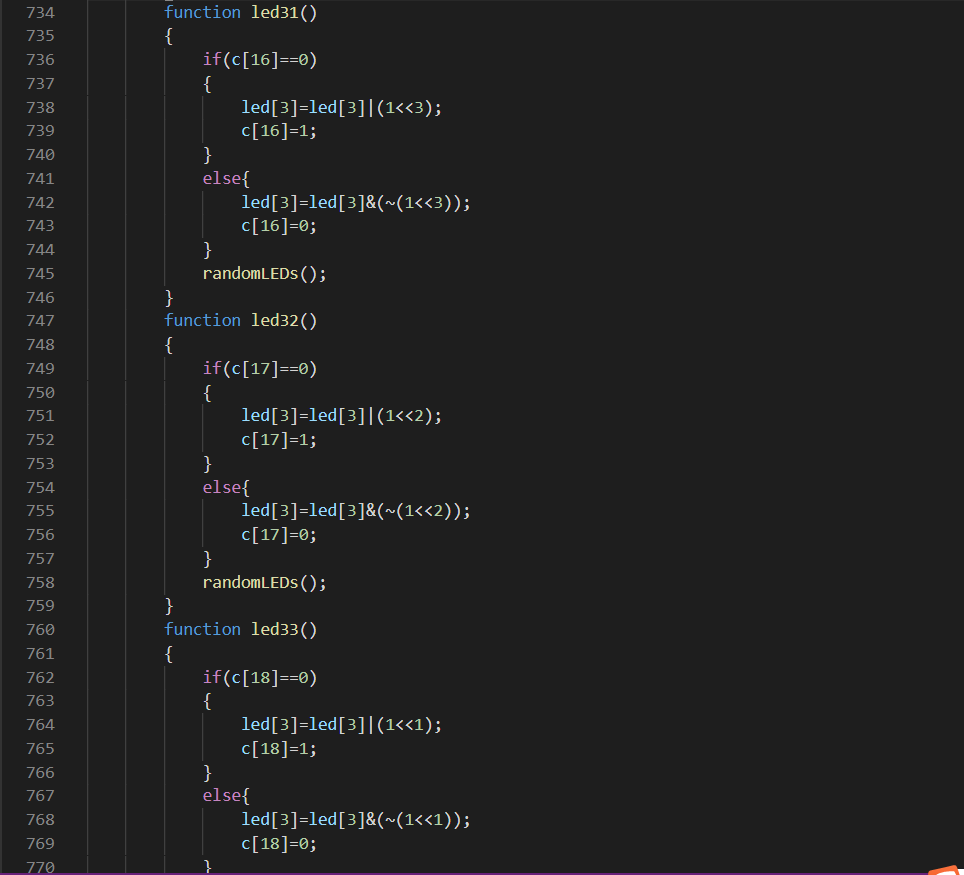 734 function led31()
735 {
736 if(c[16]==0)
737 {
738 led[3]=led[3]|(1<<3);
739 c[16]=1;
740 }
741 else{
742 led[3]=led[3]&(~(1<<3));
743 c[16]=0;
744 }
745 randomLEDs();
746 }
747 function led32()
748 {
749 if(c[17]==0)
750 {
751 led[3]=led[3]|(1<<2);
752 c[17]=1;
753 }
754 else{
755 led[3]=led[3]&(~(1<<2));
756 c[17]=0;
757 }
758 randomLEDs();
759 }
760 function led33()
761 {
762 if(c[18]==0)
763 {
764 led[3]=led[3]|(1<<1);
765 c[18]=1;
766 }
767 else{
768 led[3]=led[3]&(~(1<<1));
769 c[18]=0;
770 }